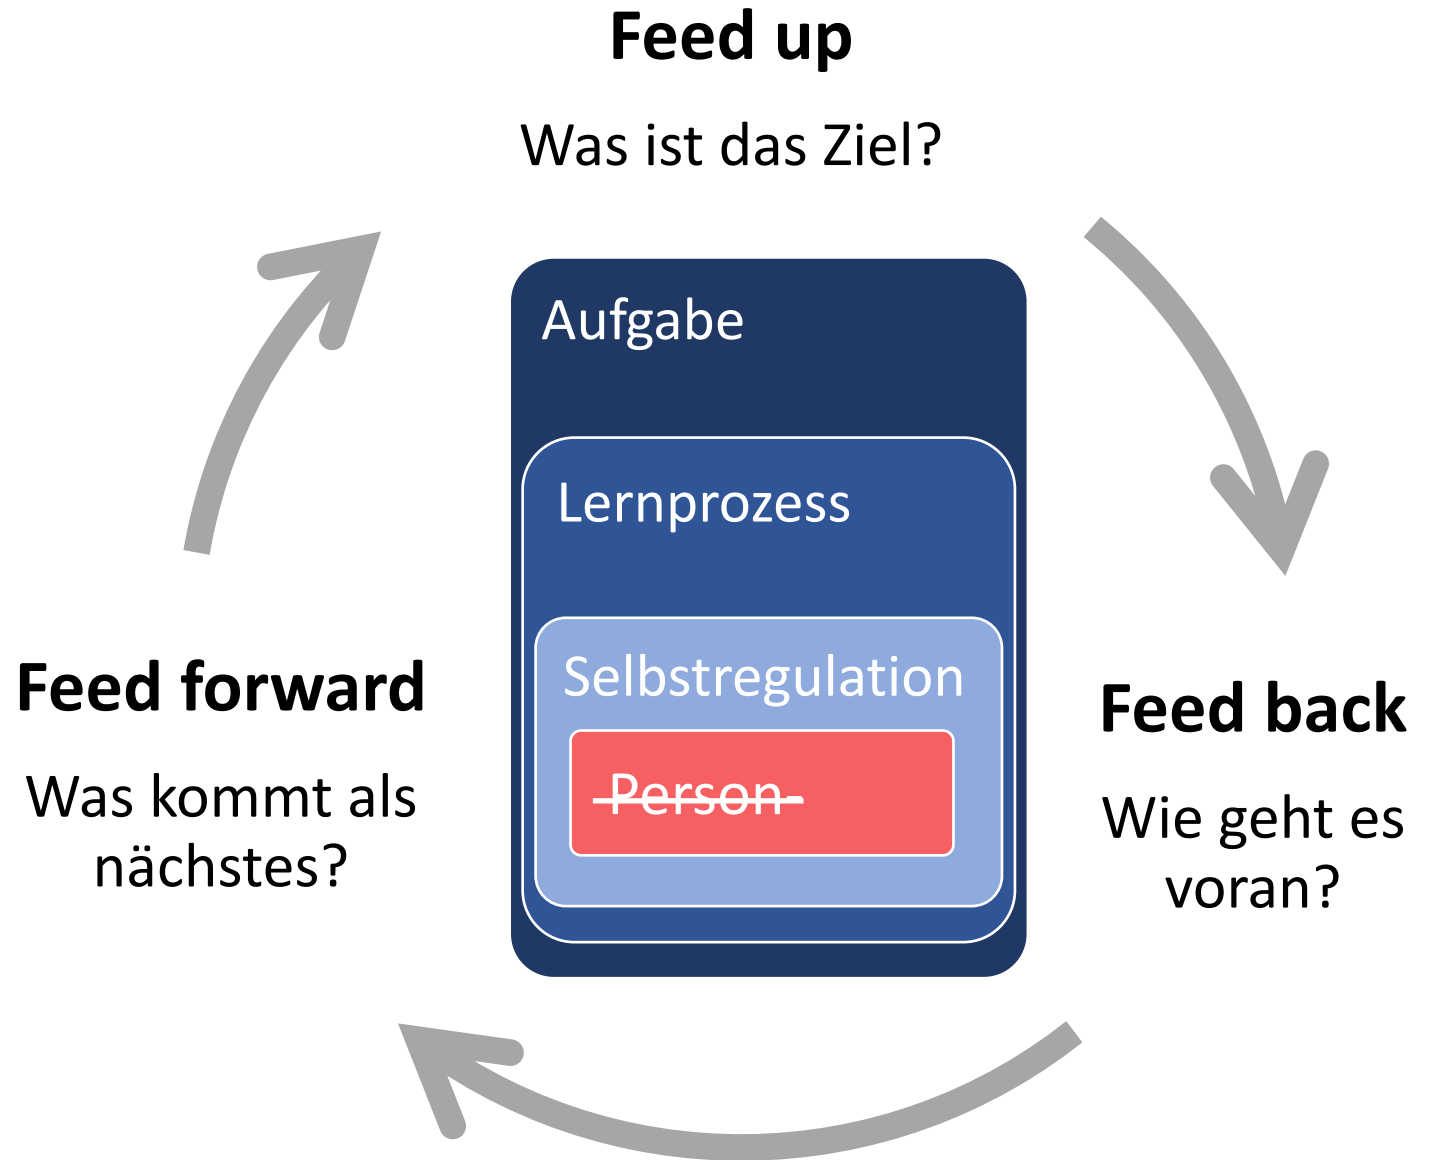 Feed up
Was ist das Ziel?
Aufgabe
Lernprozess
Selbstregulation
Person
Feed forward
Was kommt als
nächstes?
Feed back
Wie geht es
voran?